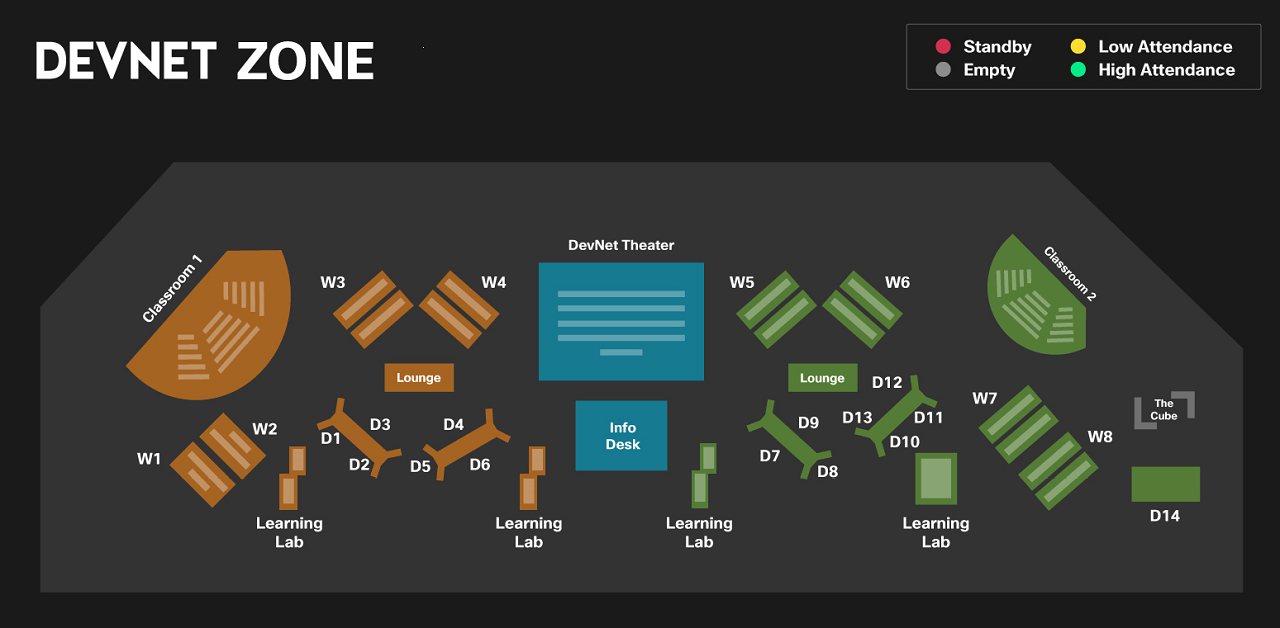 DEVNET ZONE
Standby
Low Attendance
Empty
High Attendance
DevNet Theater
Classroom 1
Classroom 2
W3
W4
W5
W6
Lounge
Lounge
D12
W7
The
Cube
D1
D3
D4
D9
D13
D11
W1
W2
D2
D5
D6
Info
Desk
D7
D8
D10
W8
D14
Learning
Lab
Learning
Lab
Learning
Lab
Learning
Lab